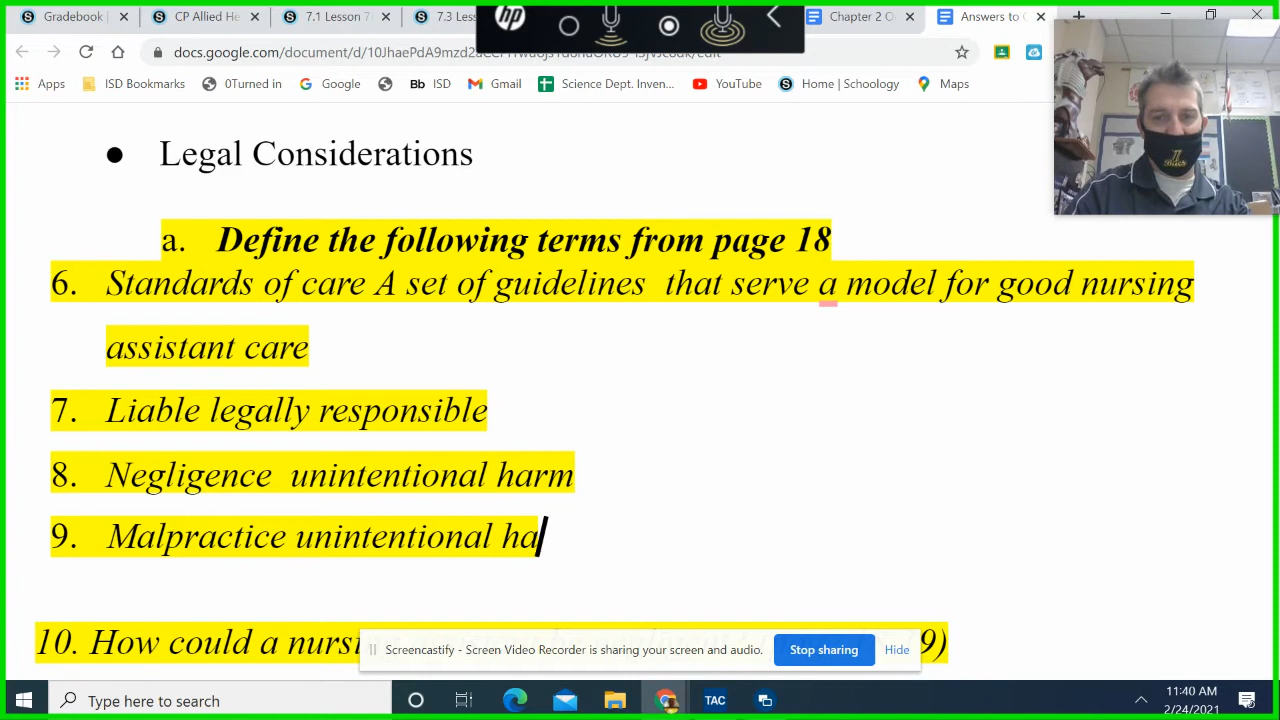 Gradebook
CP Allied He
7.1 Lesson 7
7.3 Less
hp
Chapter 2 O
Answers to C
docs.google.com/document/d/
Apps
ISD Bookmarks
0Turned in
Google
Bb ISD
Gmail
Science Dept. Inven...
YouTube
Home | Schoology
Maps
● Legal Considerations
a. Define the following terms from page 18
6. Standards of care A set of guidelines that serve a model for good nursing
assistant care
7. Liable legally responsible
8. Negligence unintentional harm
9. Malpractice unintentional ha
10. How could a nursi
9)
Screencastify - Screen Video Recorder is sharing your screen and audio.
Stop sharing
Hide
Type here to search
TAC
11:40 AM
2/24/2021